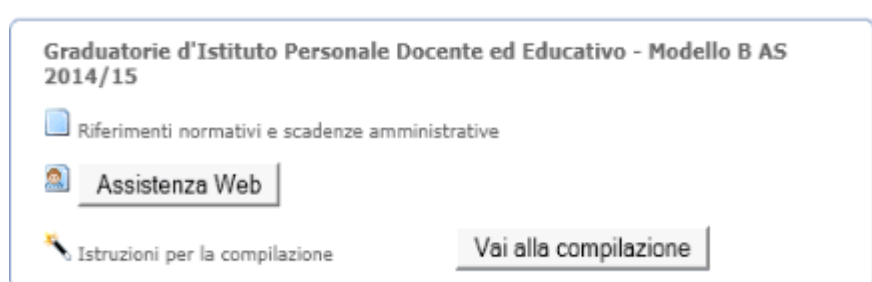 Graduatorie d'Istituto Personale Docente ed Educativo - Modello B AS
2014/15
Riferimenti normativi e scadenze amministrative
Assistenza Web
Istruzioni per la compilazione
Vai alla compilazione